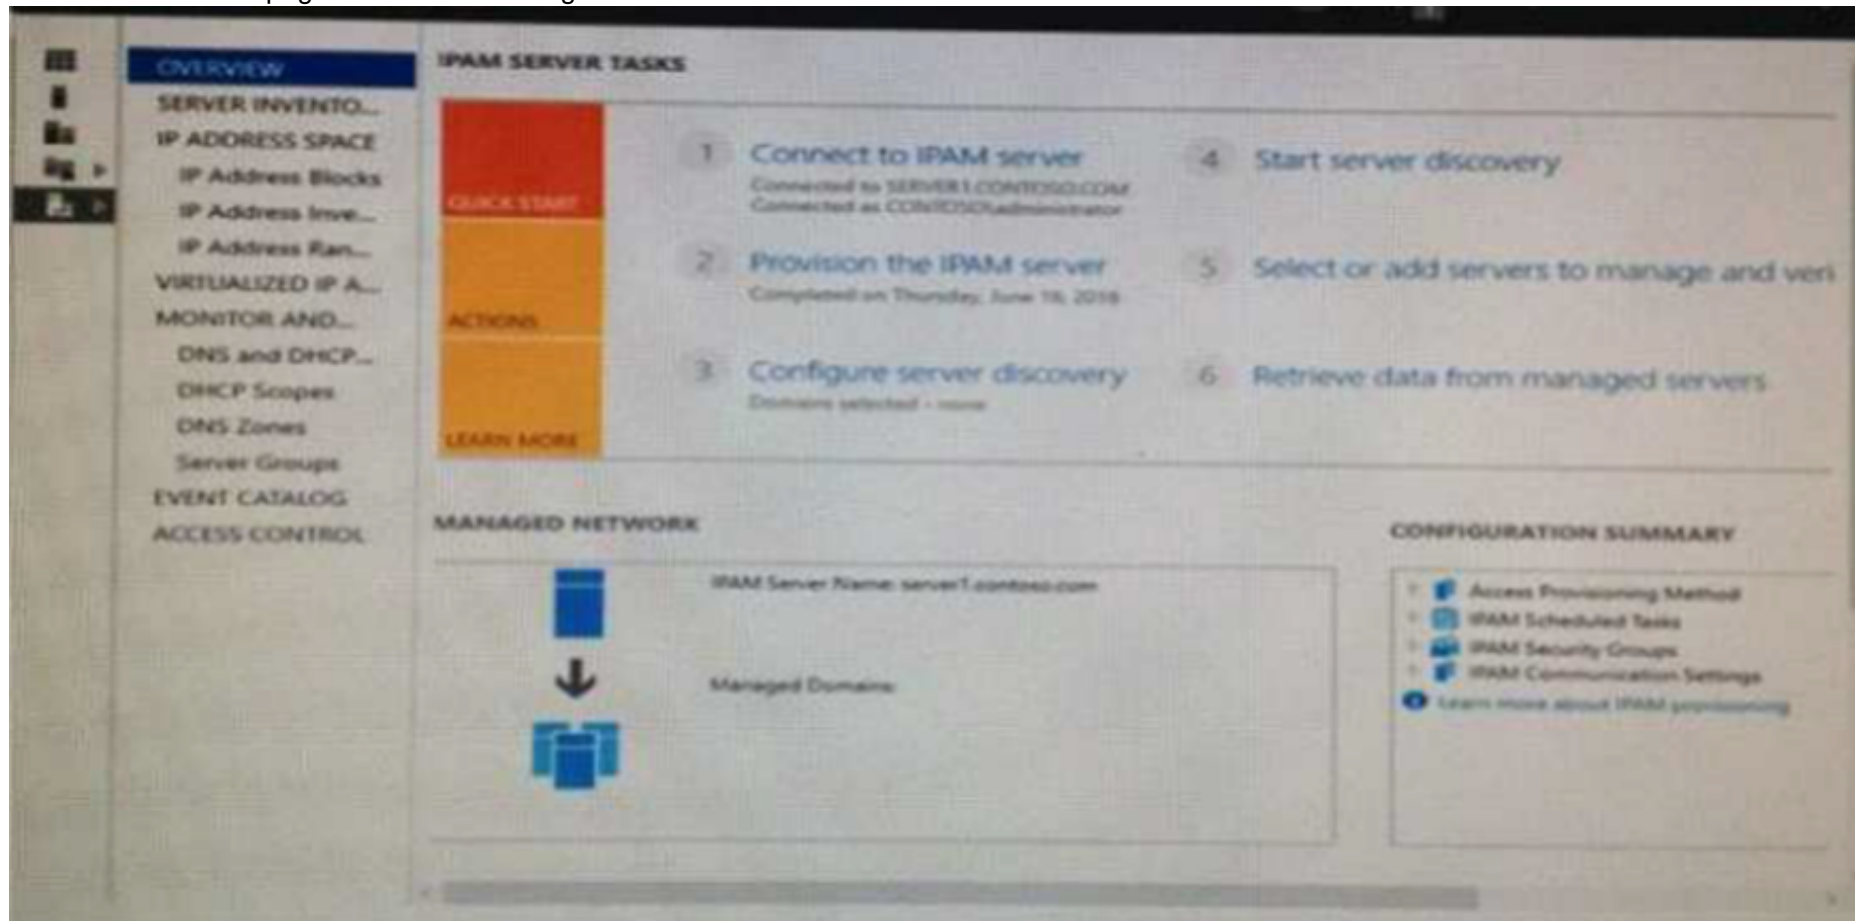 OVERVIEW
SERVER INVENTO...
IP ADDRESS SPACE
IP Address Blocks
IP Address Inve...
IP Address Ran...
VIRTUALIZED IP A...
MONITOR AND...
DNS and DHCP...
DHCP Scopes
DNS Zones
Server Groups
EVENT CATALOG
ACCESS CONTROL
IPAM SERVER TASKS
QUICK START
ACTIONS
LEARN MORE
1 Connect to IPAM server
Connected to SERVER1.CONTOSO.COM
Connected as CONTOSO\administrator
2 Provision the IPAM server
Completed on Thursday, June 2016
3 Configure server discovery
Domains selected - none
4 Start server discovery
5 Select or add servers to manage and veri
6 Retrieve data from managed servers
MANAGED NETWORK
IPAM Server Name: server1.contoso.com
Managed Domains:
CONFIGURATION SUMMARY
Access Provisioning Method
IPAM Scheduled Tasks
IPAM Security Groups
IPAM Communication Settings
Learn more about IPAM provisioning